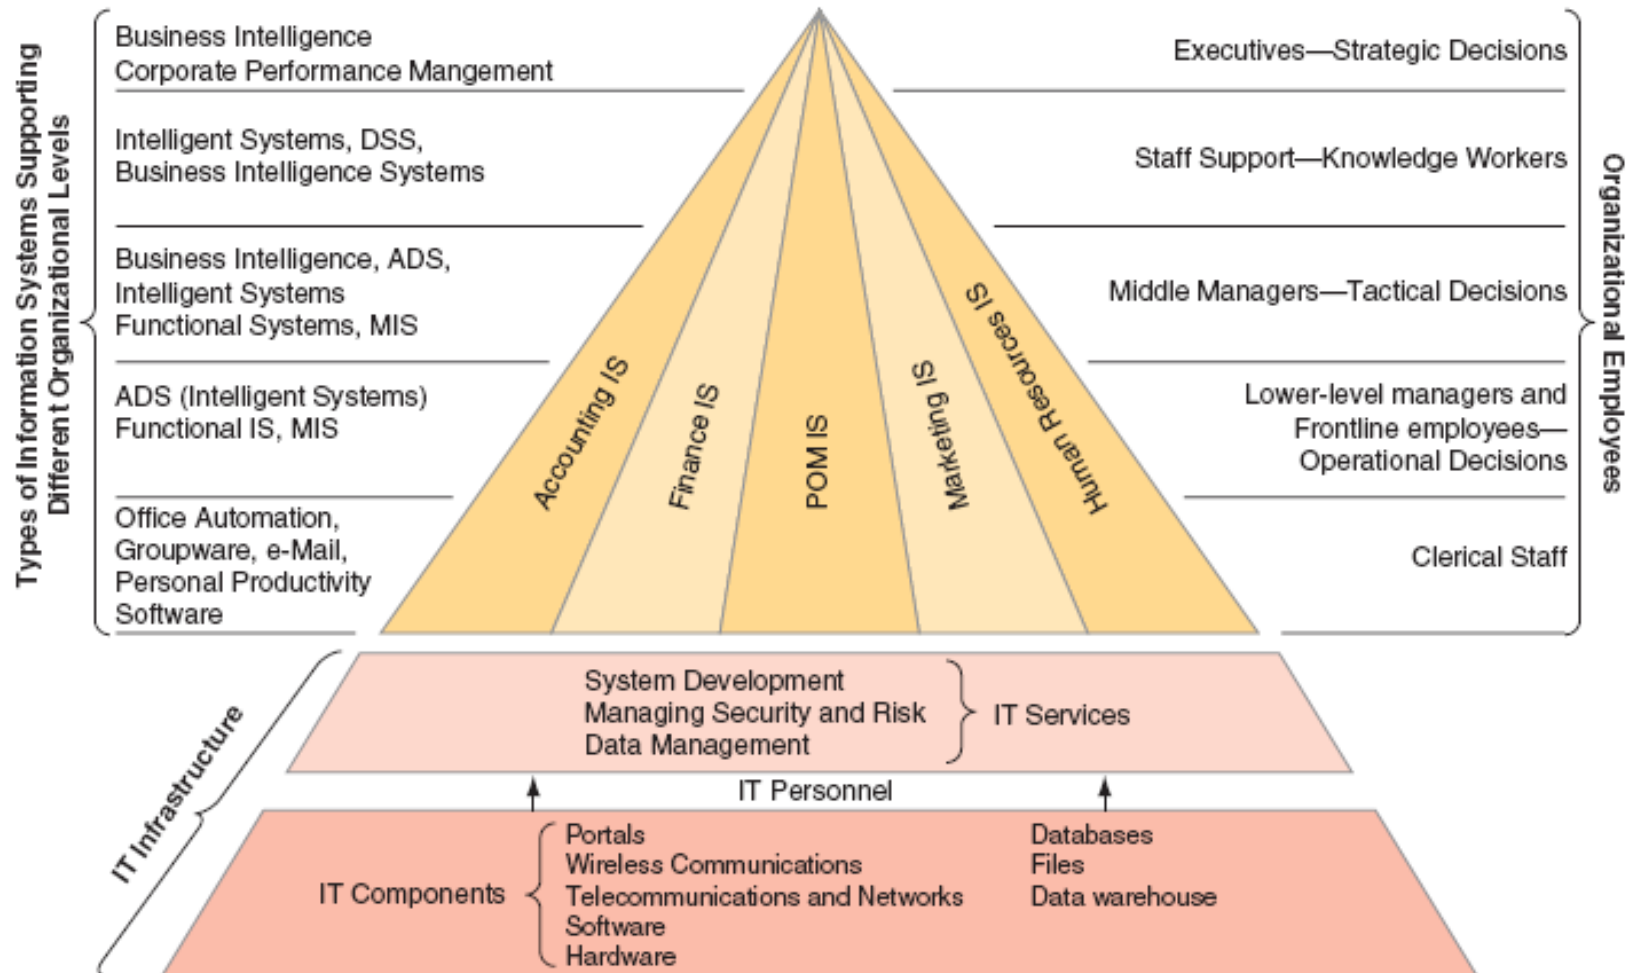 Types of Information Systems Supporting
Different Organizational Levels
Business Intelligence
Corporate Performance Mangement
Intelligent Systems, DSS,
Business Intelligence Systems
Business Intelligence, ADS,
Intelligent Systems
Functional Systems, MIS
ADS (Intelligent Systems)
Functional IS, MIS
Office Automation,
Groupware, e-Mail,
Personal Productivity
Software
Accounting IS
Finance IS
POM IS
Marketing IS
Human Resources IS
Executives—Strategic Decisions
Staff Support—Knowledge Workers
Middle Managers—Tactical Decisions
Lower-level managers and
Frontline employees—
Operational Decisions
Clerical Staff
Organizational Employees
IT Infrastructure
System Development
Managing Security and Risk
Data Management
IT Services
IT Personnel
IT Components
Portals
Wireless Communications
Telecommunications and Networks
Software
Hardware
Databases
Files
Data warehouse